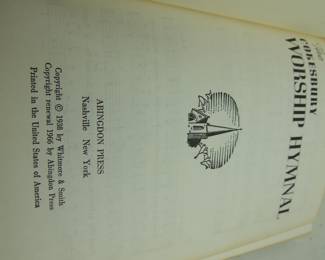 The
COKESBURY
WORSHIP HYMNAL
ABINGDON PRESS
Nashville New York
Copyright © 1938 by Whitmore & Smith
Copyright renewal 1966 by Abingdon Press
Printed in the United States of America